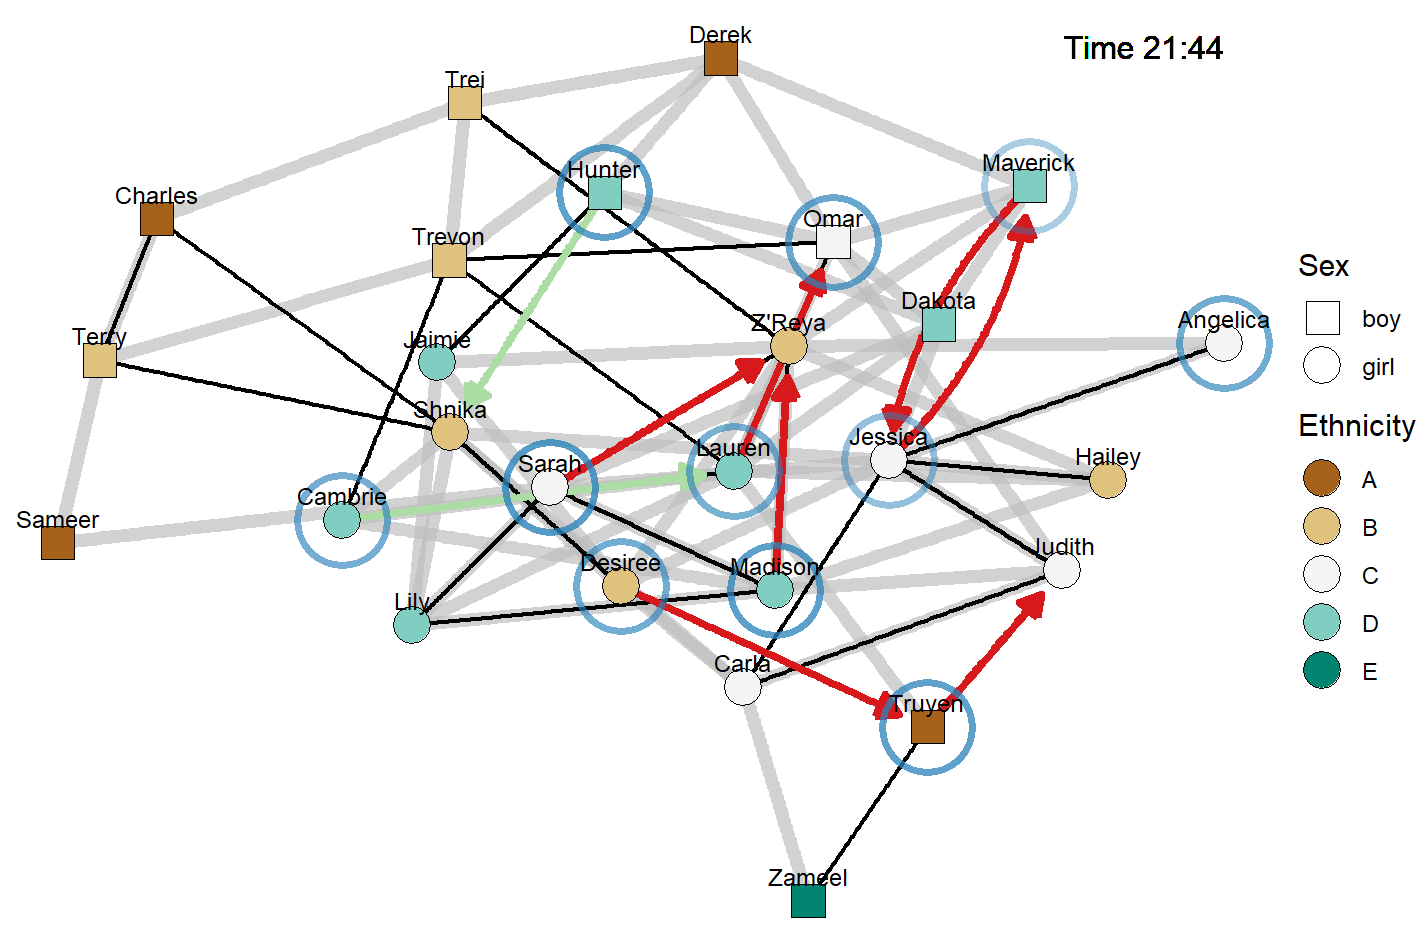 Derek
Time 21:44
Trei
Hunter
Maverick
Charles
Omar
Trevon
Sex
Dakota
boy
Angelica
Z'Reya
Terry
Jaimie
girl
Shnika
Ethnicity
Jessica
Lauren
Hailey
Sarah
A
Cambrie
Sameer
B
Judith
Desiree
Madison
C
Lily
D
Carla
E
Truyen
Zameel